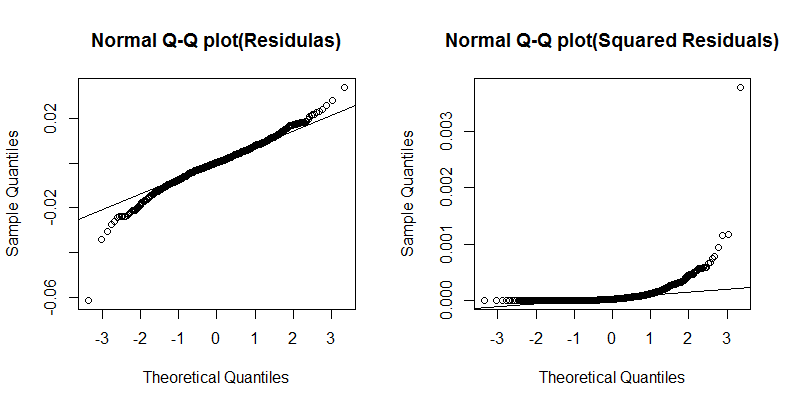 Normal Q-Q plot(Residulas)
Sample Quantiles
0.02
-0.02
-0.06
-3 -2 -1 0 1 2 3
Theoretical Quantiles
Normal Q-Q plot(Squared Residuals)
Sample Quantiles
0.003
0.002
0.001
0.000
-3 -2 -1 0 1 2 3
Theoretical Quantiles